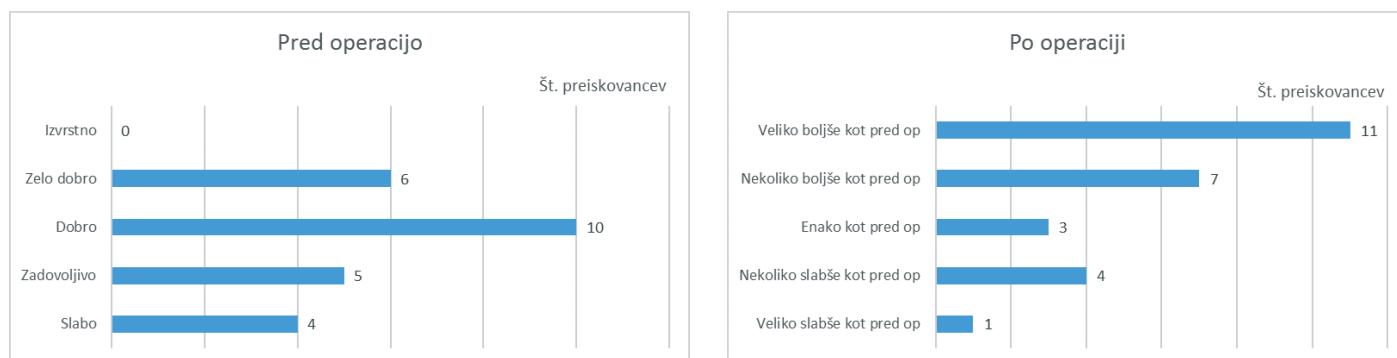 Pred operacijo
Št. preiskovancev
Izvrstno 0
Zelo dobro 6
Dobro 10
Zadovoljivo 5
Slabo 4
Po operaciji
Št. preiskovancev
Veliko boljše kot pred op 11
Nekoliko boljše kot pred op 7
Enako kot pred op 3
Nekoliko slabše kot pred op 4
Veliko slabše kot pred op 1